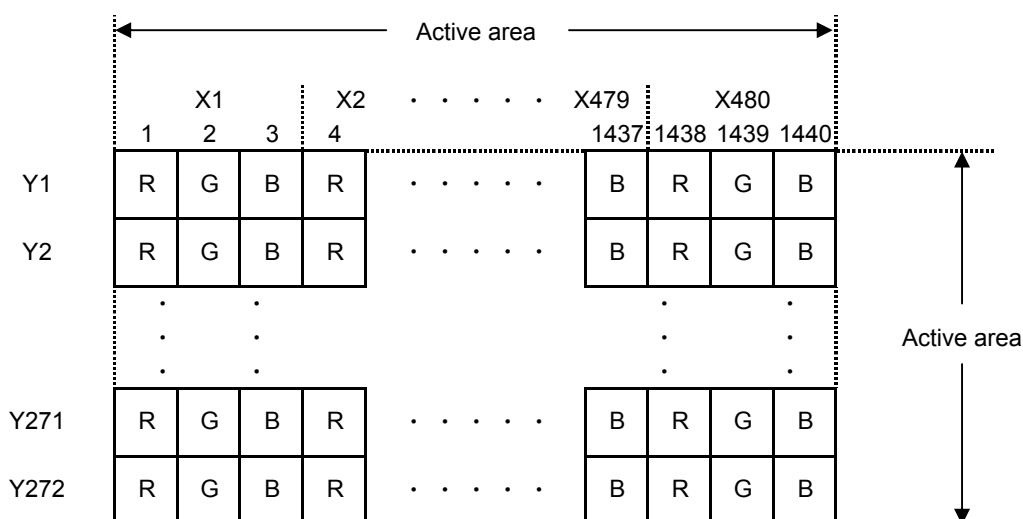 Active area
X1 X2 ・ ・ ・ ・ ・ X479 X480
1 2 3 4 1437 1438 1439 1440
Y1 R G B R ・ ・ ・ ・ ・ B R G B
Y2 R G B R ・ ・ ・ ・ ・ B R G B
・ ・ ・ ・
・ ・ ・ ・
Active area
・ ・ ・ ・
Y271 R G B R ・ ・ ・ ・ ・ B R G B
Y272 R G B R ・ ・ ・ ・ ・ B R G B